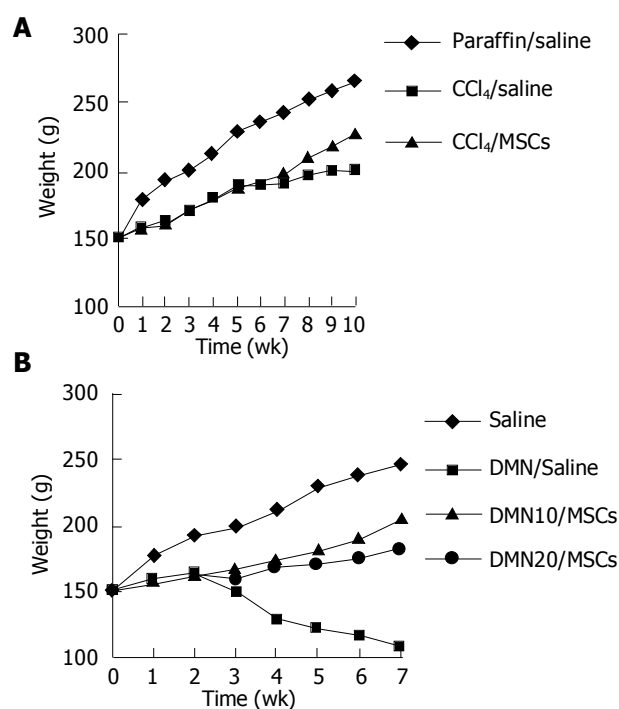 A
300
250
200
150
100
Weight (g)
0 1 2 3 4 5 6 7 8 9 10
Time (wk)
Paraffin/saline
CCl₄/saline
CCl₄/MSCs
B
300
250
200
150
100
Weight (g)
0 1 2 3 4 5 6 7
Time (wk)
Saline
DMN/Saline
DMN10/MSCs
DMN20/MSCs